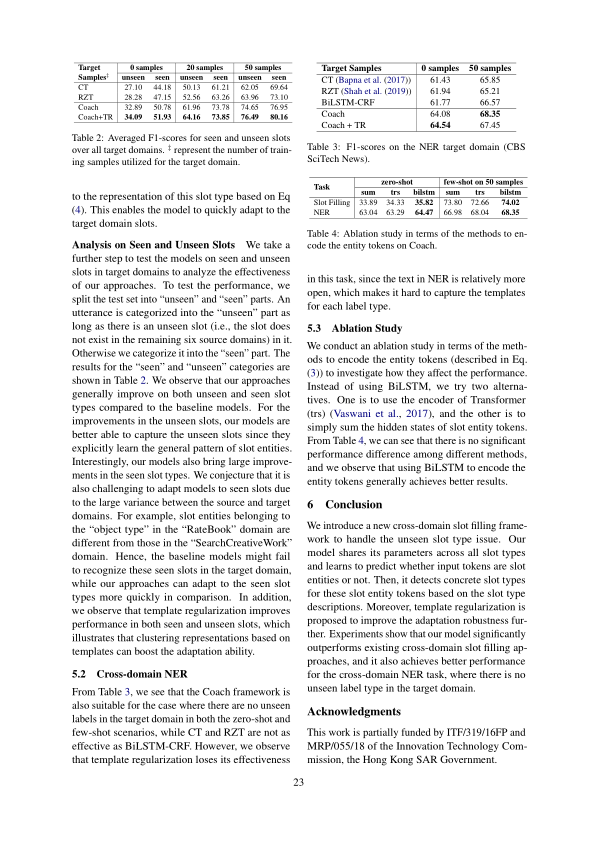 Target 0 samples 20 samples 50 samples
Samples‡ unseen seen unseen seen unseen seen
CT 27.10 44.18 50.13 61.21 62.05 69.64
RZT 28.28 47.15 52.56 63.26 63.96 73.10
Coach 32.89 50.78 61.96 73.78 74.65 76.95
Coach+TR 34.09 51.93 64.16 73.85 76.49 80.16
Table 2: Averaged F1-scores for seen and unseen slots
over all target domains. ‡ represent the number of train-
ing samples utilized for the target domain.
to the representation of this slot type based on Eq
(4). This enables the model to quickly adapt to the
target domain slots.
Analysis on Seen and Unseen Slots We take a
further step to test the models on seen and unseen
slots in target domains to analyze the effectiveness
of our approaches. To test the performance, we
split the test set into “unseen” and “seen” parts. An
utterance is categorized into the “unseen” part as
long as there is an unseen slot (i.e., the slot does
not exist in the remaining six source domains) in it.
Otherwise we categorize it into the “seen” part. The
results for the “seen” and “unseen” categories are
shown in Table 2. We observe that our approaches
generally improve on both unseen and seen slot
types compared to the baseline models. For the
improvements in the unseen slots, our models are
better able to capture the unseen slots since they
explicitly learn the general pattern of slot entities.
Interestingly, our models also bring large improve-
ments in the seen slot types. We conjecture that it is
also challenging to adapt models to seen slots due
to the large variance between the source and target
domains. For example, slot entities belonging to
the “object type” in the “RateBook” domain are
different from those in the “SearchCreativeWork”
domain. Hence, the baseline models might fail
to recognize these seen slots in the target domain,
while our approaches can adapt to the seen slot
types more quickly in comparison. In addition,
we observe that template regularization improves
performance in both seen and unseen slots, which
illustrates that clustering representations based on
templates can boost the adaptation ability.
5.2 Cross-domain NER
From Table 3, we see that the Coach framework is
also suitable for the case where there are no unseen
labels in the target domain in both the zero-shot and
few-shot scenarios, while CT and RZT are not as
effective as BiLSTM-CRF. However, we observe
that template regularization loses its effectiveness
Target Samples 0 samples 50 samples
CT (Bapna et al. (2017)) 61.43 65.85
RZT (Shah et al. (2019)) 61.94 65.21
BiLSTM-CRF 61.77 66.57
Coach 64.08 68.35
Coach + TR 64.54 67.45
Table 3: F1-scores on the NER target domain (CBS
SciTech News).
Task zero-shot few-shot on 50 samples
sum trs bilstm sum trs bilstm
Slot Filling 33.89 34.33 35.82 73.80 72.66 74.02
NER 63.04 63.29 64.47 66.98 68.04 68.35
Table 4: Ablation study in terms of the methods to en-
code the entity tokens on Coach.
in this task, since the text in NER is relatively more
open, which makes it hard to capture the templates
for each label type.
5.3 Ablation Study
We conduct an ablation study in terms of the meth-
ods to encode the entity tokens (described in Eq.
(3)) to investigate how they affect the performance.
Instead of using BiLSTM, we try two alterna-
tives. One is to use the encoder of Transformer
(trs) (Vaswani et al., 2017), and the other is to
simply sum the hidden states of slot entity tokens.
From Table 4, we can see that there is no significant
performance difference among different methods,
and we observe that using BiLSTM to encode the
entity tokens generally achieves better results.
6 Conclusion
We introduce a new cross-domain slot filling frame-
work to handle the unseen slot type issue. Our
model shares its parameters across all slot types
and learns to predict whether input tokens are slot
entities or not. Then, it detects concrete slot types
for these slot entity tokens based on the slot type
descriptions. Moreover, template regularization is
proposed to improve the adaptation robustness fur-
ther. Experiments show that our model significantly
outperforms existing cross-domain slot filling ap-
proaches, and it also achieves better performance
for the cross-domain NER task, where there is no
unseen label type in the target domain.
Acknowledgments
This work is partially funded by ITF/319/16FP and
MRP/055/18 of the Innovation Technology Com-
mission, the Hong Kong SAR Government.
23